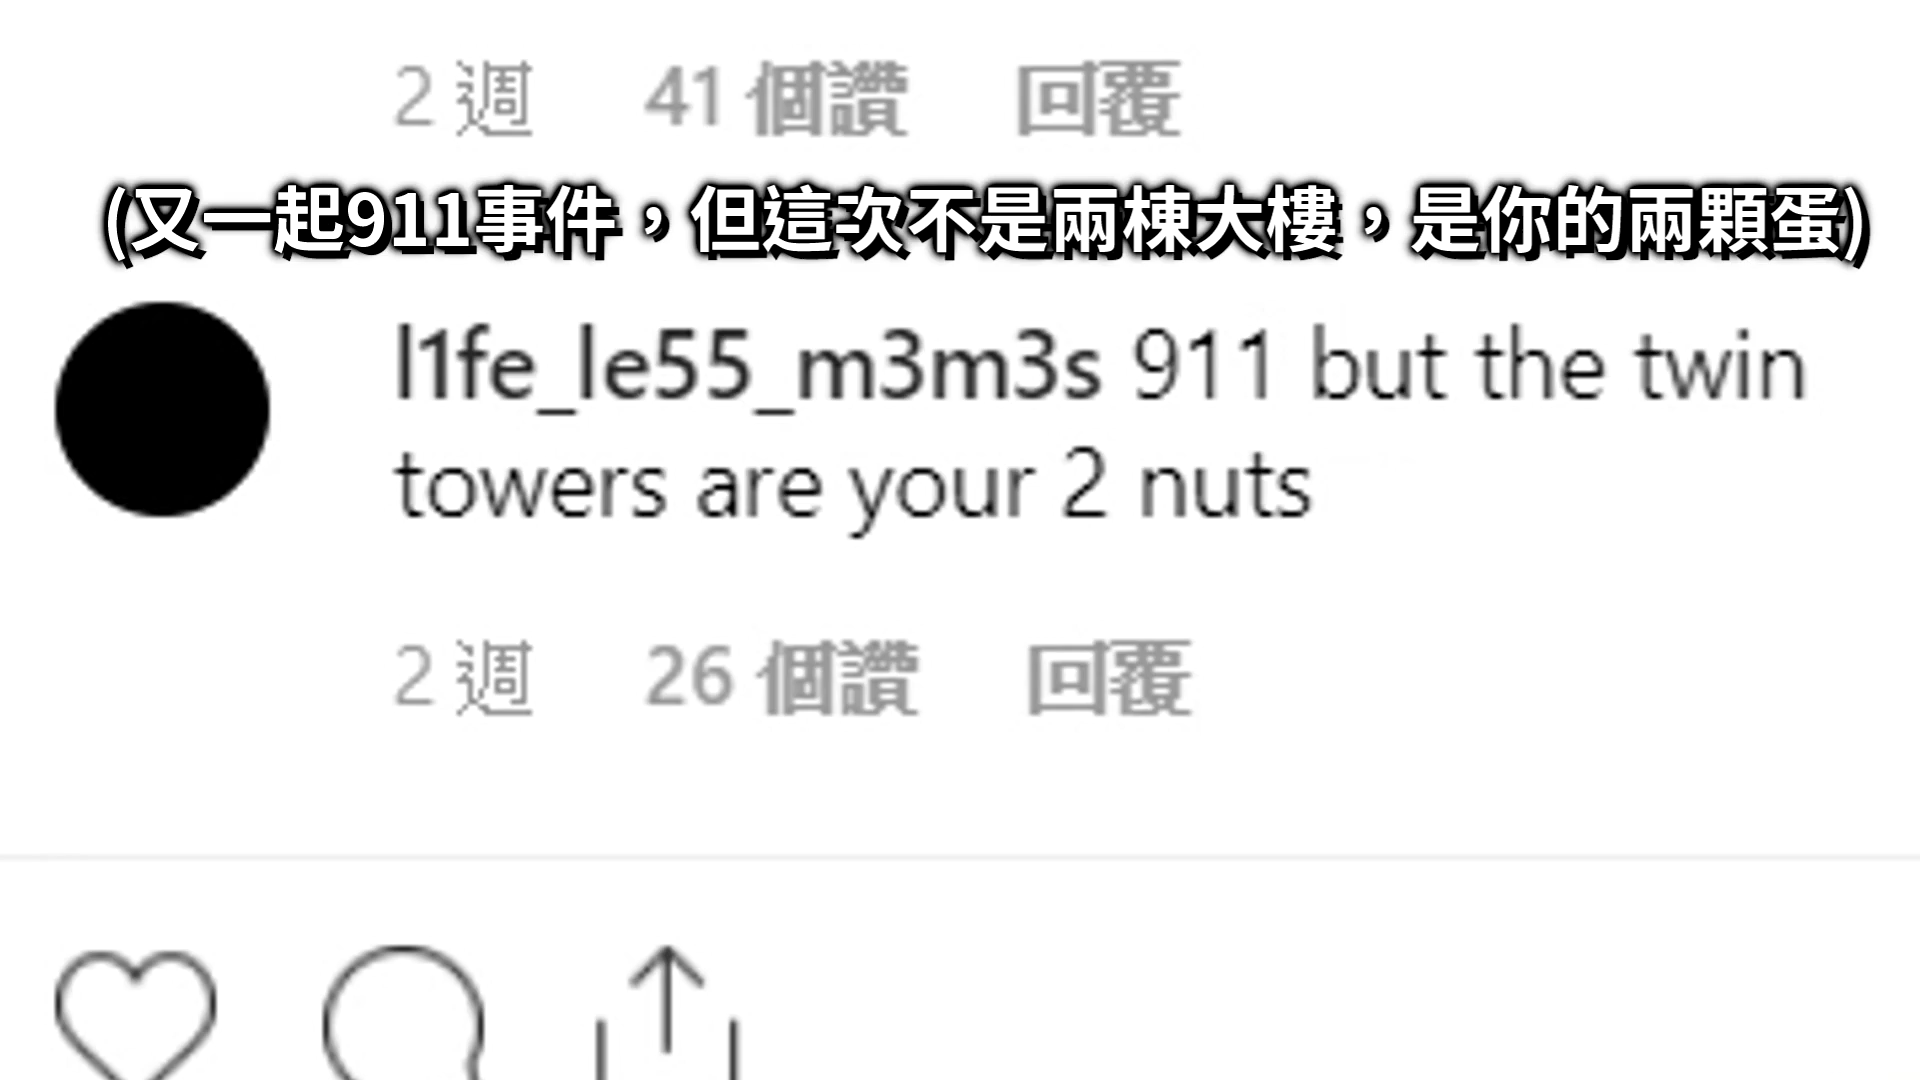 2 週 41 個讚 回覆
(又一起911事件，但這次不是兩棟大樓，是你的兩顆蛋)
l1fe_le55_m3m3s 911 but the twin
towers are your 2 nuts
2 週 26 個讚 回覆